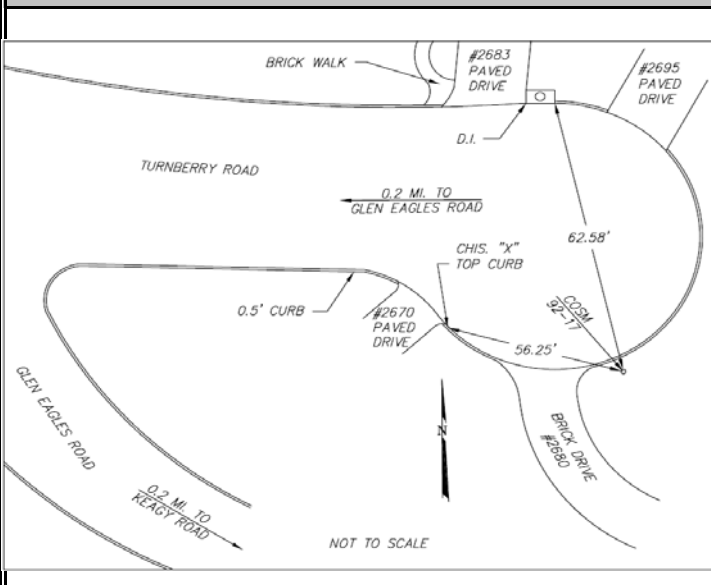 BRICK WALK
#2683
PAVED
DRIVE
#2695
PAVED
DRIVE
D.I.
TURNBERRY ROAD
0.2 MI. TO
GLEN EAGLES ROAD
62.58'
CHIS. "X"
TOP CURB
COSM
92-17
0.5' CURB
#2670
PAVED
DRIVE
56.25'
GLEN EAGLES ROAD
N
BRICK DRIVE
#2680
0.2 MI. TO
KEAGY ROAD
NOT TO SCALE